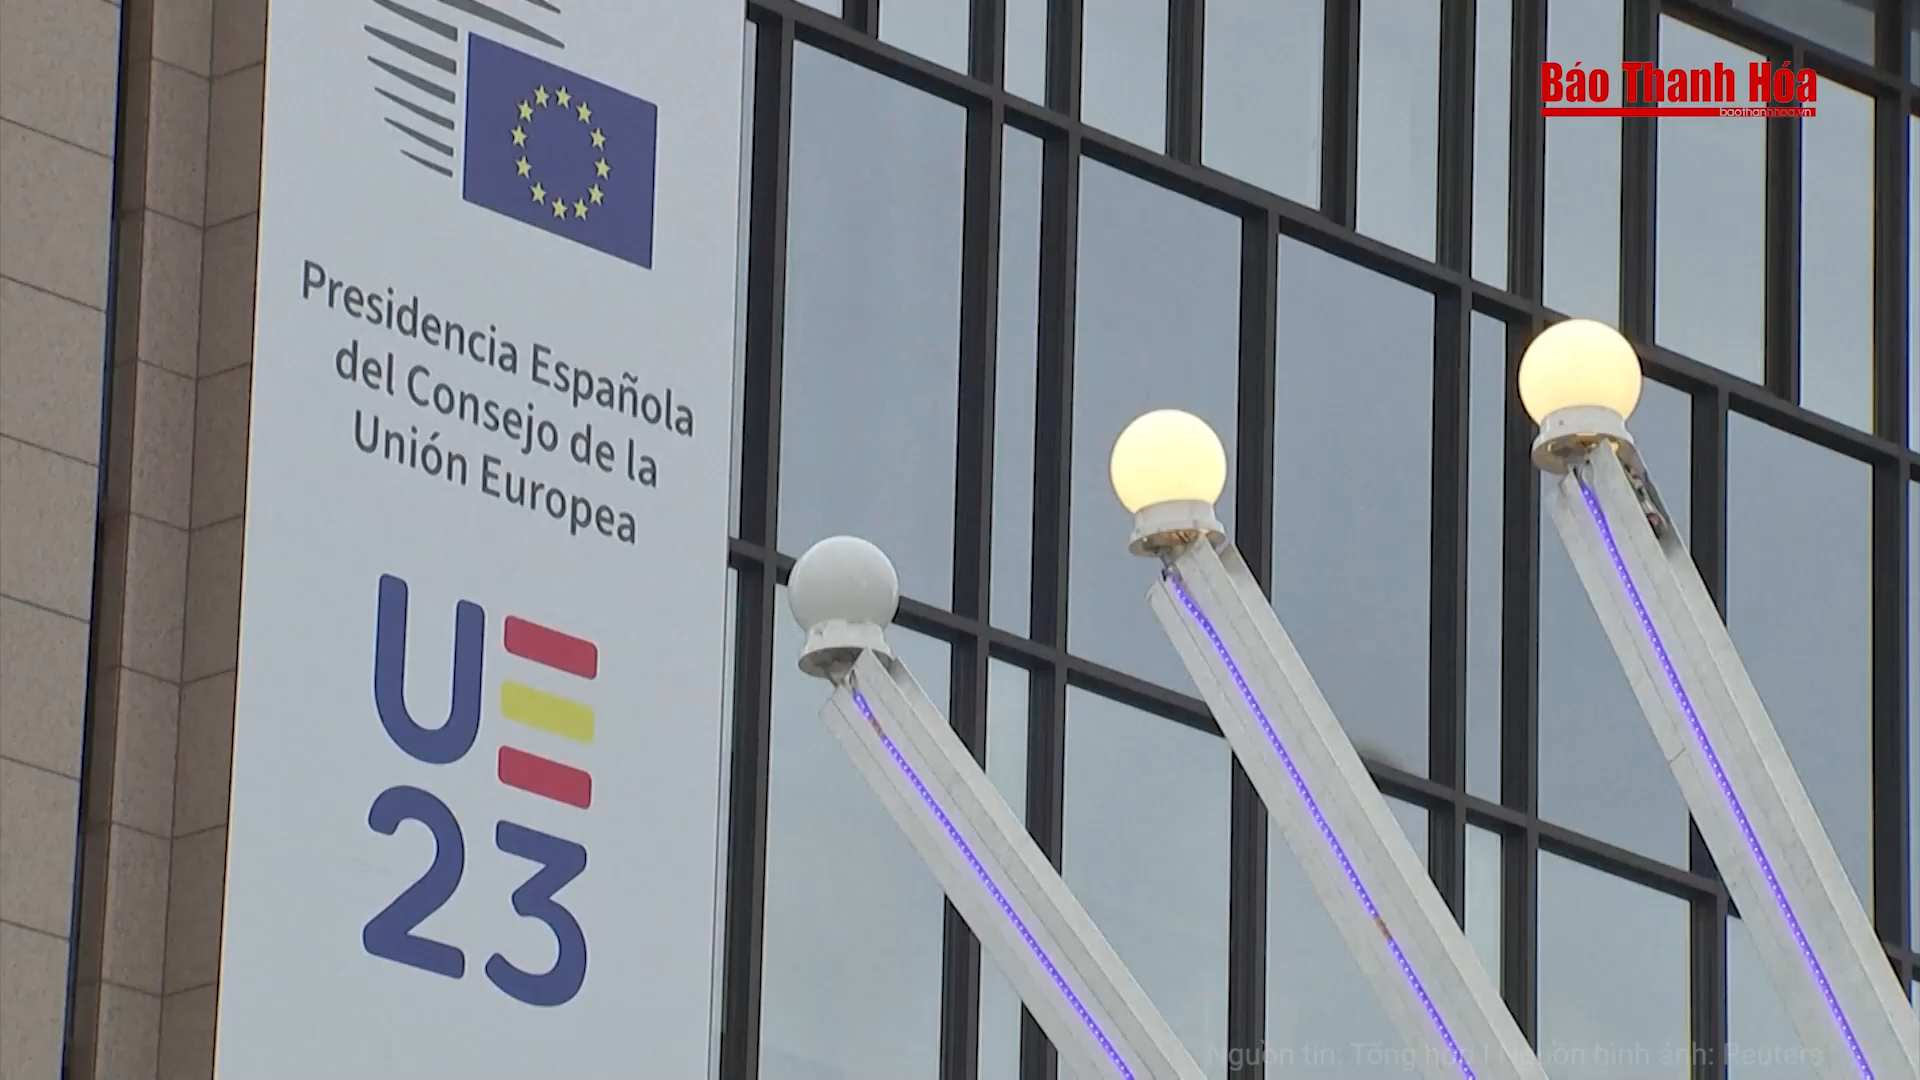 Báo Thanh Hóa
baothanhhoa.vn
Presidencia Española
del Consejo de la
Unión Europea
UE
23
Nguồn tin: Tổng hợp | Nguồn hình ảnh: Reuters